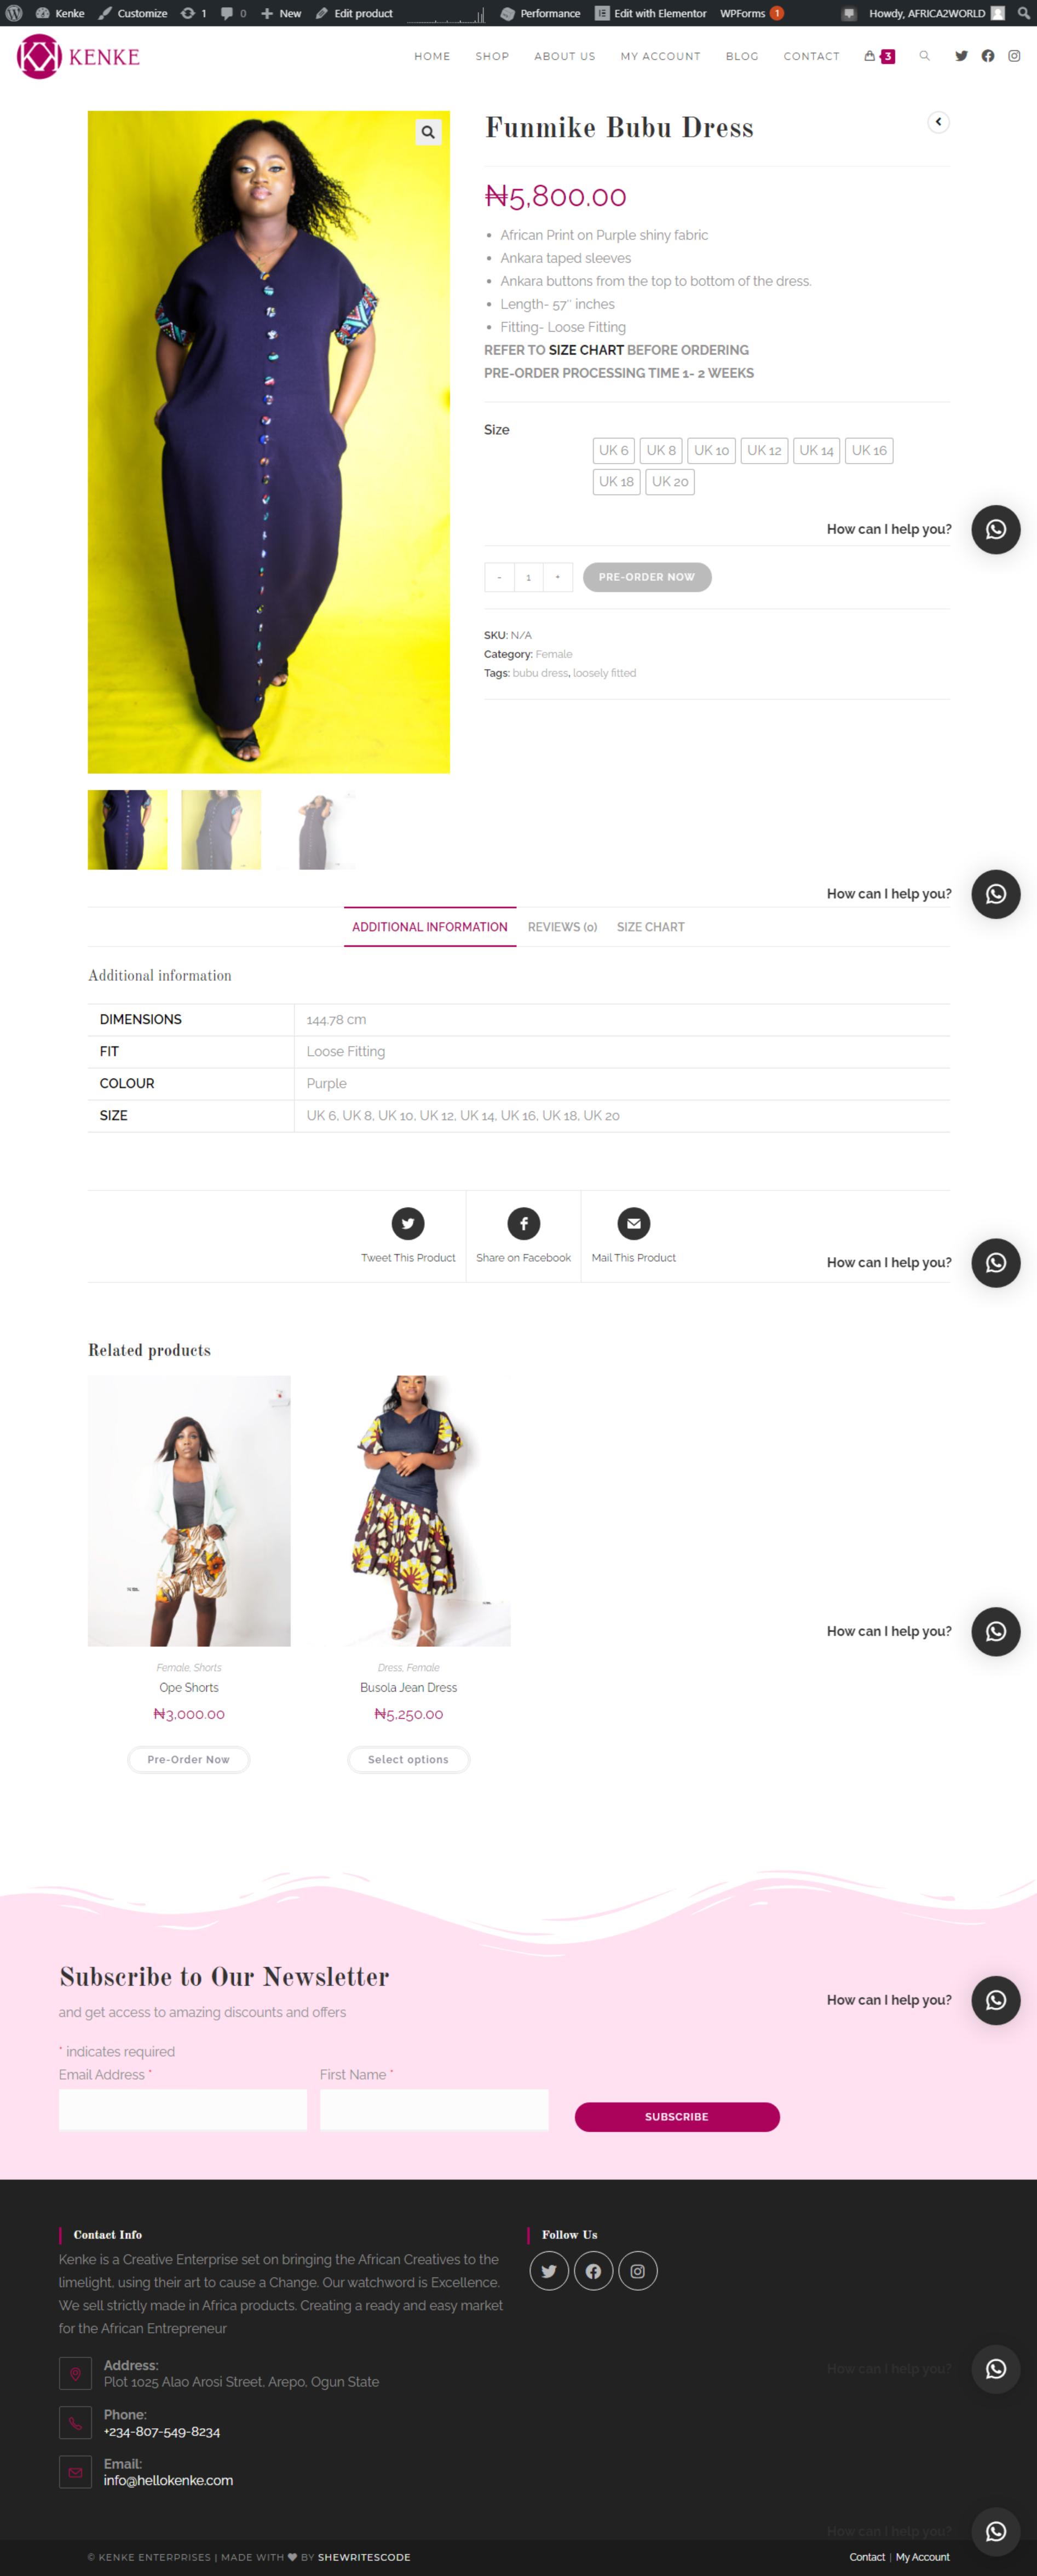 Kenke Customize 1 0 New Edit product Performance Edit with Elementor WPForms 1 Howdy, AFRICA2WORLD
KENKE
HOME SHOP ABOUT US MY ACCOUNT BLOG CONTACT 3
Funmike Bubu Dress
₦5,800.00
• African Print on Purple shiny fabric
• Ankara taped sleeves
• Ankara buttons from the top to bottom of the dress.
• Length- 57″ inches
• Fitting- Loose Fitting
REFER TO SIZE CHART BEFORE ORDERING
PRE-ORDER PROCESSING TIME 1- 2 WEEKS
Size
UK 6 UK 8 UK 10 UK 12 UK 14 UK 16
UK 18 UK 20
How can I help you?
- 1 + PRE-ORDER NOW
SKU: N/A
Category: Female
Tags: bubu dress, loosely fitted
How can I help you?
ADDITIONAL INFORMATION REVIEWS (0) SIZE CHART
Additional information
DIMENSIONS 144.78 cm
FIT Loose Fitting
COLOUR Purple
SIZE UK 6, UK 8, UK 10, UK 12, UK 14, UK 16, UK 18, UK 20
Tweet This Product Share on Facebook Mail This Product
How can I help you?
Related products
How can I help you?
Female, Shorts
Ope Shorts
₦3,000.00
Pre-Order Now
Dress, Female
Busola Jean Dress
₦5,250.00
Select options
Subscribe to Our Newsletter
How can I help you?
and get access to amazing discounts and offers
* indicates required
Email Address * First Name *
SUBSCRIBE
Contact Info
Kenke is a Creative Enterprise set on bringing the African Creatives to the
limelight, using their art to cause a Change. Our watchword is Excellence.
We sell strictly made in Africa products. Creating a ready and easy market
for the African Entrepreneur
Address:
Plot 1025 Alao Arosi Street, Arepo, Ogun State
Phone:
+234-807-549-8234
Email:
info@hellokenke.com
Follow Us
How can I help you?
How can I help you?
© KENKE ENTERPRISES | MADE WITH ♥ BY SHEWRITESCODE
Contact | My Account